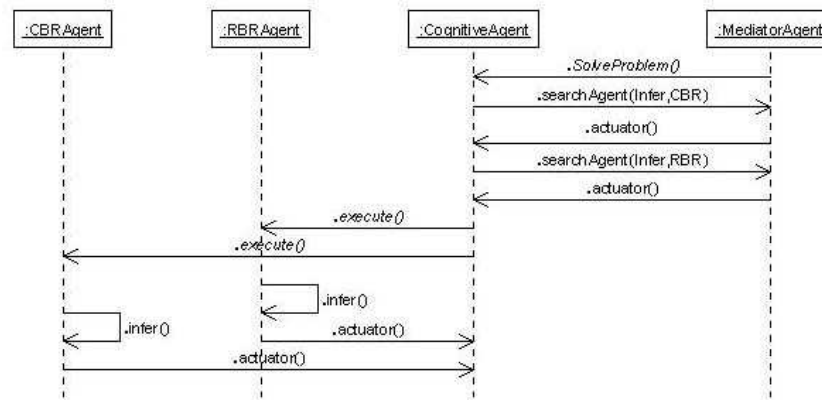 :CBRAgent
:RBRAgent
:CognitiveAgent
:MediatorAgent
.SolveProblem()
.searchAgent(Infer,CBR)
.actuator()
.searchAgent(Infer,RBR)
.actuator()
.execute()
.execute()
.infer()
.infer()
.actuator()
.actuator()